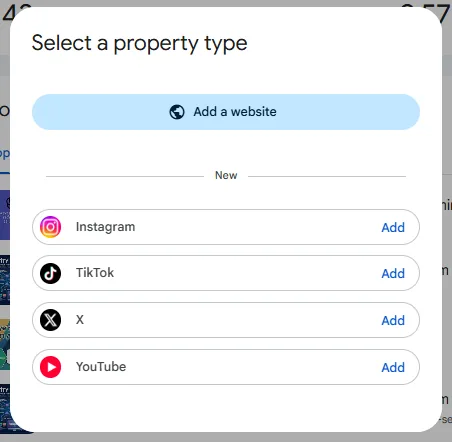 Select a property type
Add a website
New
Instagram Add
TikTok Add
X Add
YouTube Add